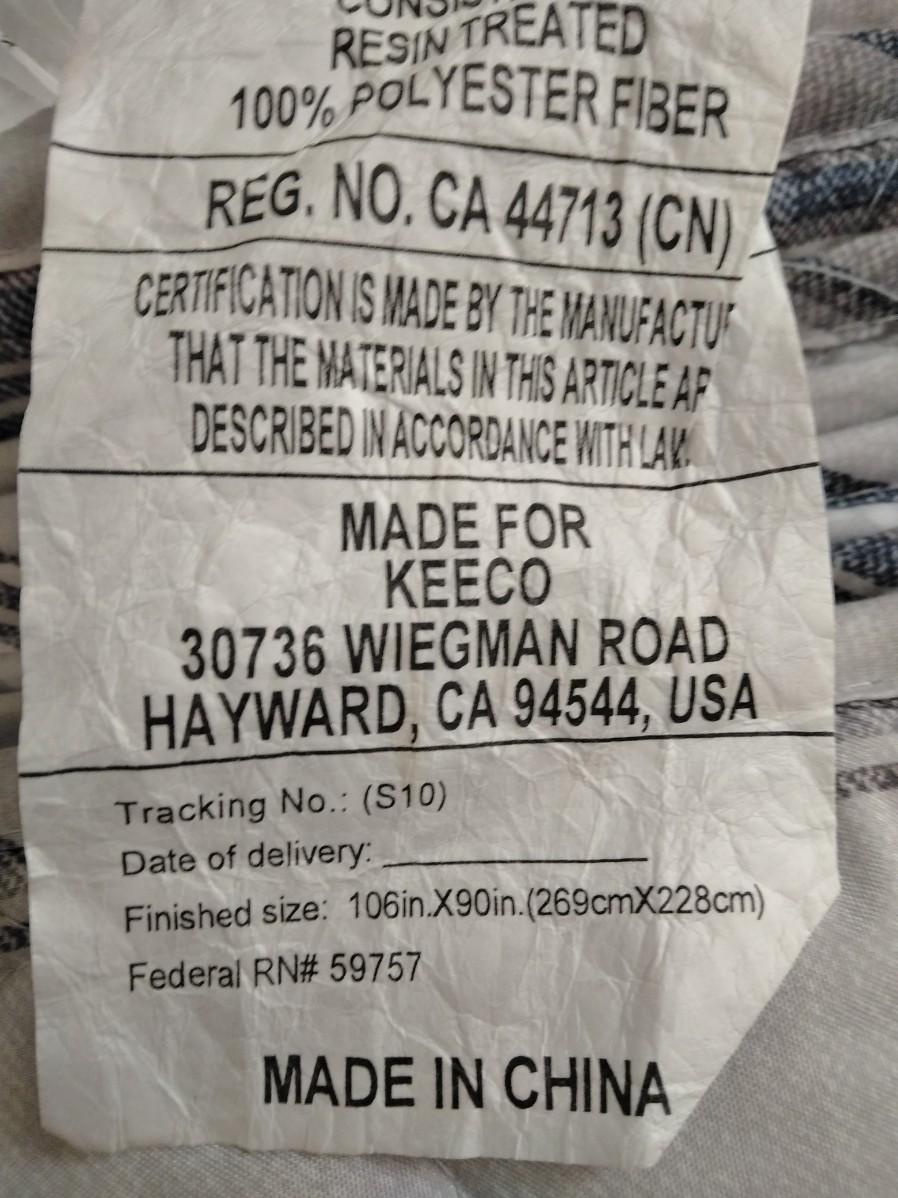 RESIN TREATED
100% POLYESTER FIBER
REG. NO. CA 44713 (CN)
CERTIFICATION IS MADE BY THE
THAT THE MATERIALS IN THIS ARTICLE
DESCRIBED IN ACCORDANCE WITH LAW.
MADE FOR
KEECO
30736 WIEGMAN ROAD
HAYWARD, CA 94544, USA
Tracking No.: (S10)
Date of delivery:
Finished size: 106in.X90in.(269cmX228cm)
Federal RN# 59757
MADE IN CHINA